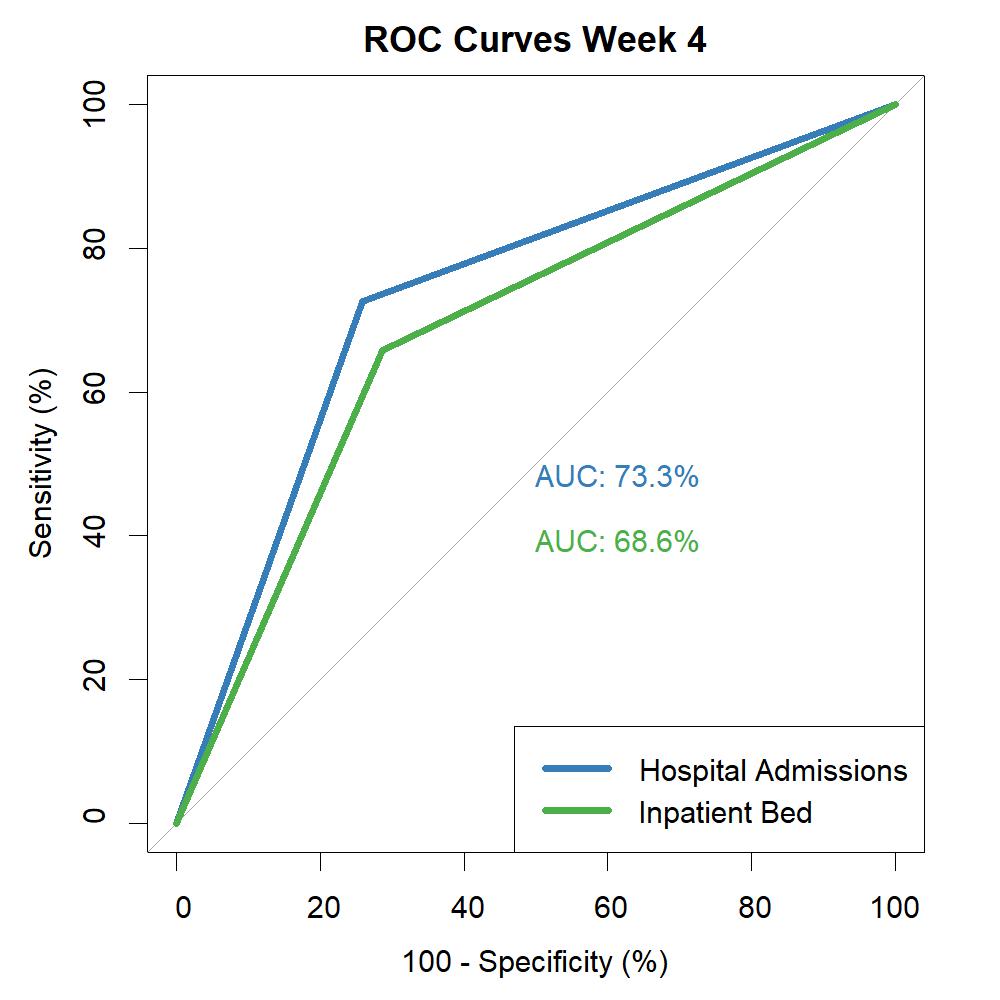 ROC Curves Week 4
Sensitivity (%)
100
80
60
40
20
0
AUC: 73.3%
AUC: 68.6%
Hospital Admissions
Inpatient Bed
0 20 40 60 80 100
100 - Specificity (%)